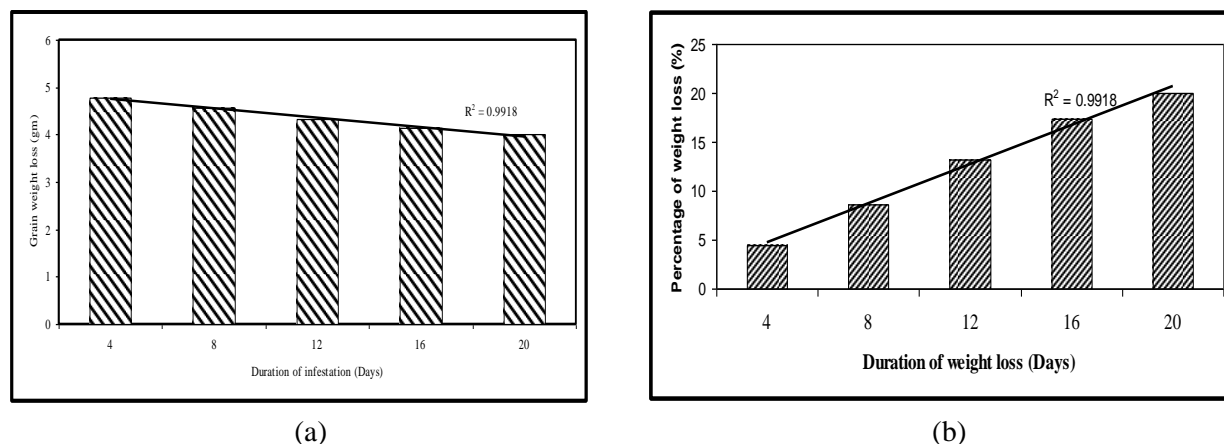 6
5
4
3
2
1
0
Grain weight loss (gm)
R² = 0.9918
4 8 12 16 20
Duration of infestation (Days)
(a)
25
20
15
10
5
0
Percentage of weight loss (%)
R² = 0.9918
4 8 12 16 20
Duration of weight loss (Days)
(b)